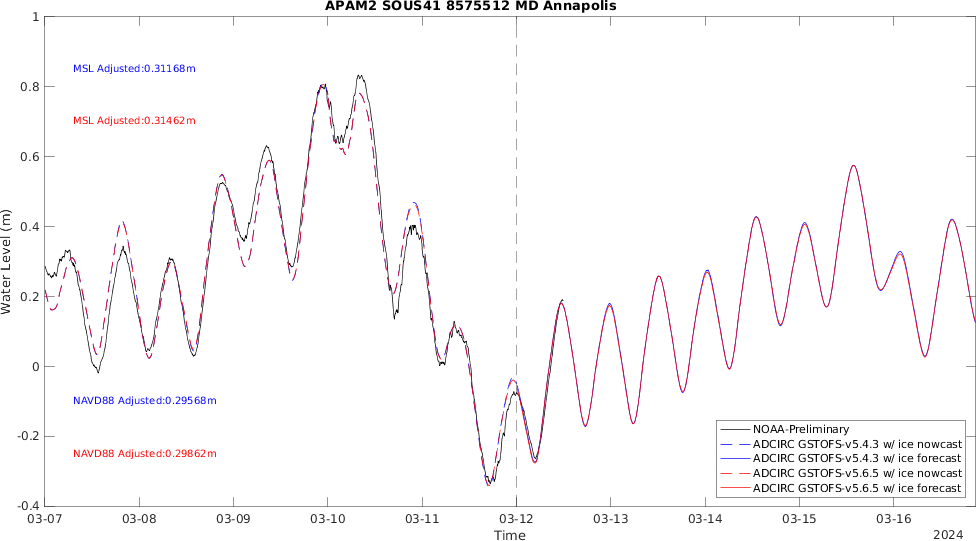 APAM2 SOUS41 8575512 MD Annapolis
1
MSL Adjusted:0.31168m
0.8
MSL Adjusted:0.31462m
0.6
0.4
Water Level (m)
0.2
0
NAVD88 Adjusted:0.29568m
-0.2
NAVD88 Adjusted:0.29862m
-0.4
NOAA-Preliminary
ADCIRC GSTOFS-v5.4.3 w/ ice nowcast
ADCIRC GSTOFS-v5.4.3 w/ ice forecast
ADCIRC GSTOFS-v5.6.5 w/ ice nowcast
ADCIRC GSTOFS-v5.6.5 w/ ice forecast
03-07 03-08 03-09 03-10 03-11 03-12 03-13 03-14 03-15 03-16
Time
2024